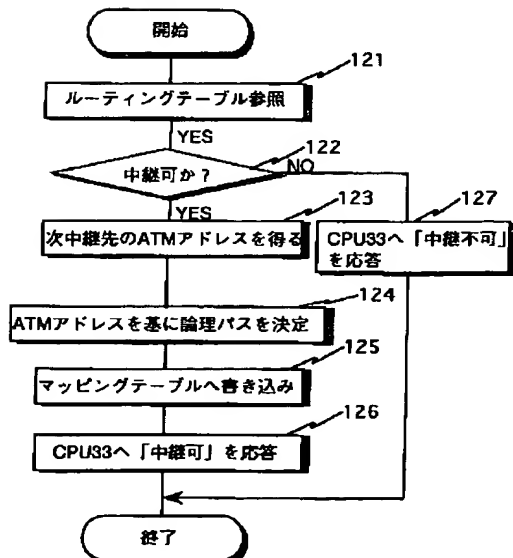 開始
121
ルーティングテーブル参照
YES
122
中継可か?
NO
YES
123
127
次中継先のATMアドレスを得る
CPU33へ「中継不可」
を応答
124
ATMアドレスを基に論理パスを決定
125
マッピングテーブルへ書き込み
126
CPU33へ「中継可」を応答
終了